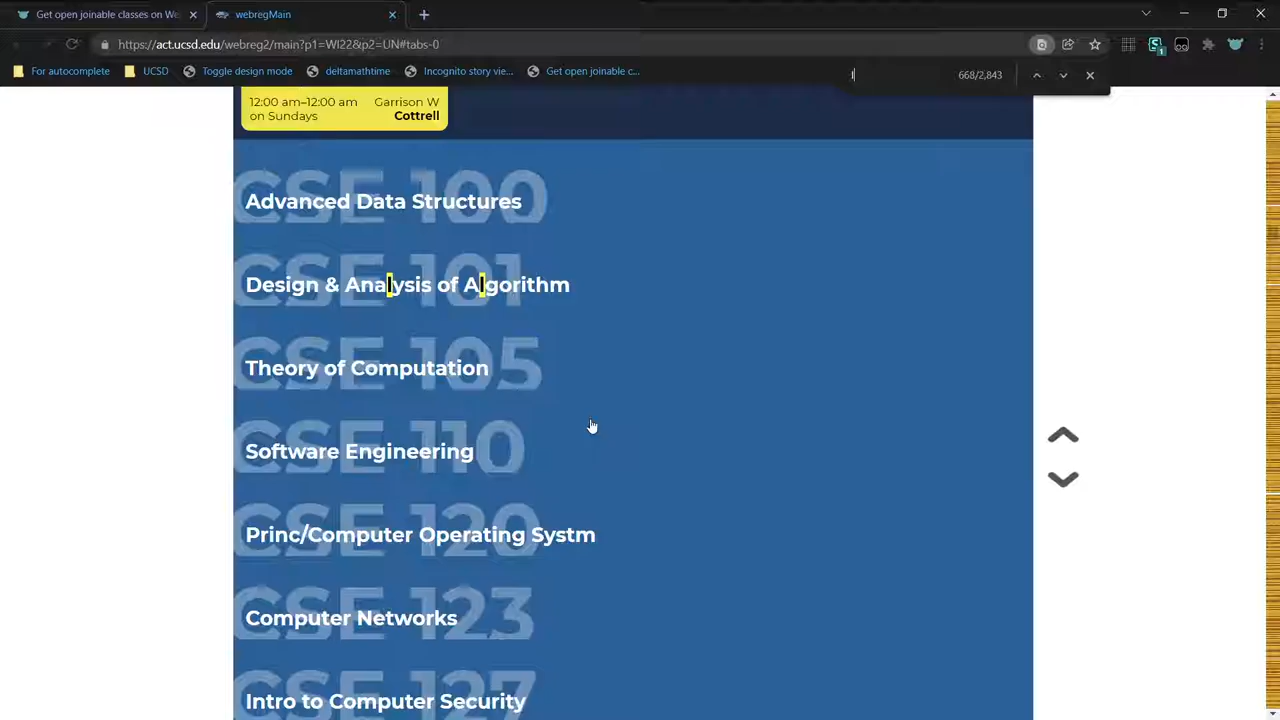 Get open joinable classes on We
webregMain
https://act.ucsd.edu/webreg2/main?p1=WI22&p2=UN#tabs-0
For autocomplete
UCSD
Toggle design mode
deltamathtime
Incognito story vie...
Get open joinable c...
l
668/2,843
1
12:00 am–12:00 am
on Sundays
Garrison W
Cottrell
CSE 100
Advanced Data Structures
CSE 101
Design & Analysis of Algorithm
CSE 105
Theory of Computation
CSE 110
Software Engineering
CSE 120
Princ/Computer Operating Systm
CSE 123
Computer Networks
CSE 127
Intro to Computer Security